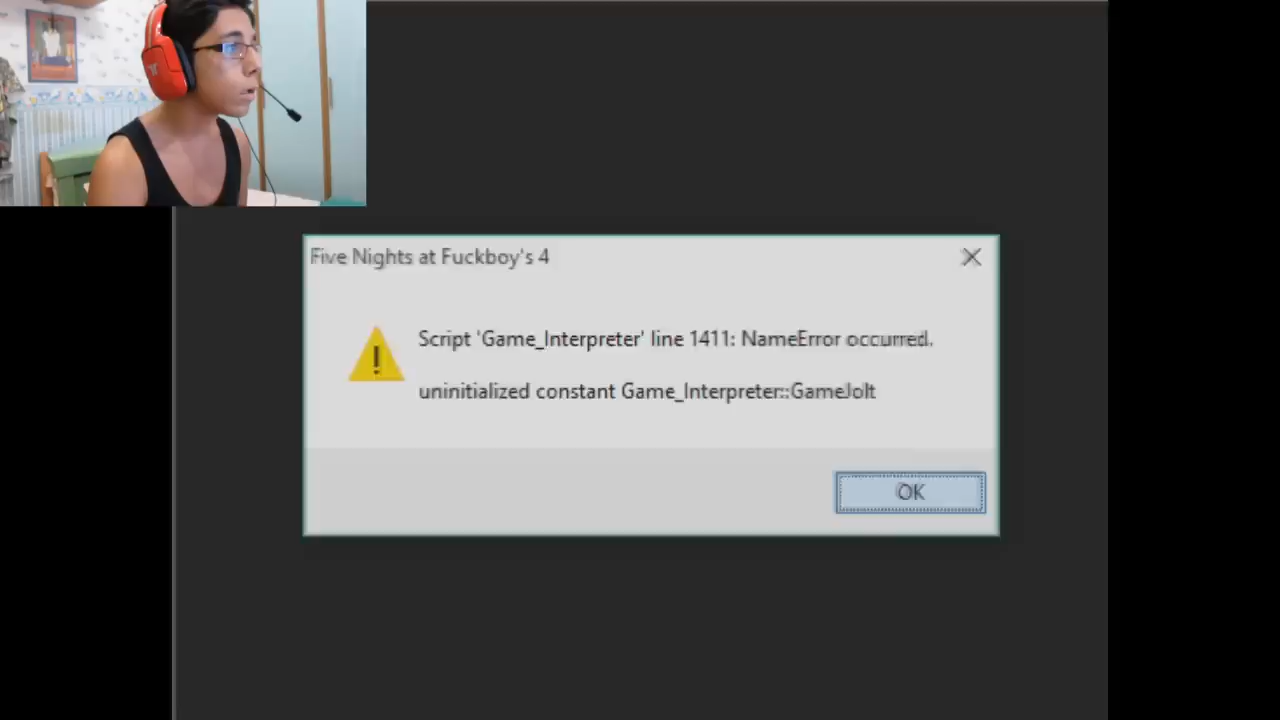 Five Nights at Fuckboy's 4
Script 'Game_Interpreter' line 1411: NameError occurred.
uninitialized constant Game_Interpreter::GameJolt
OK